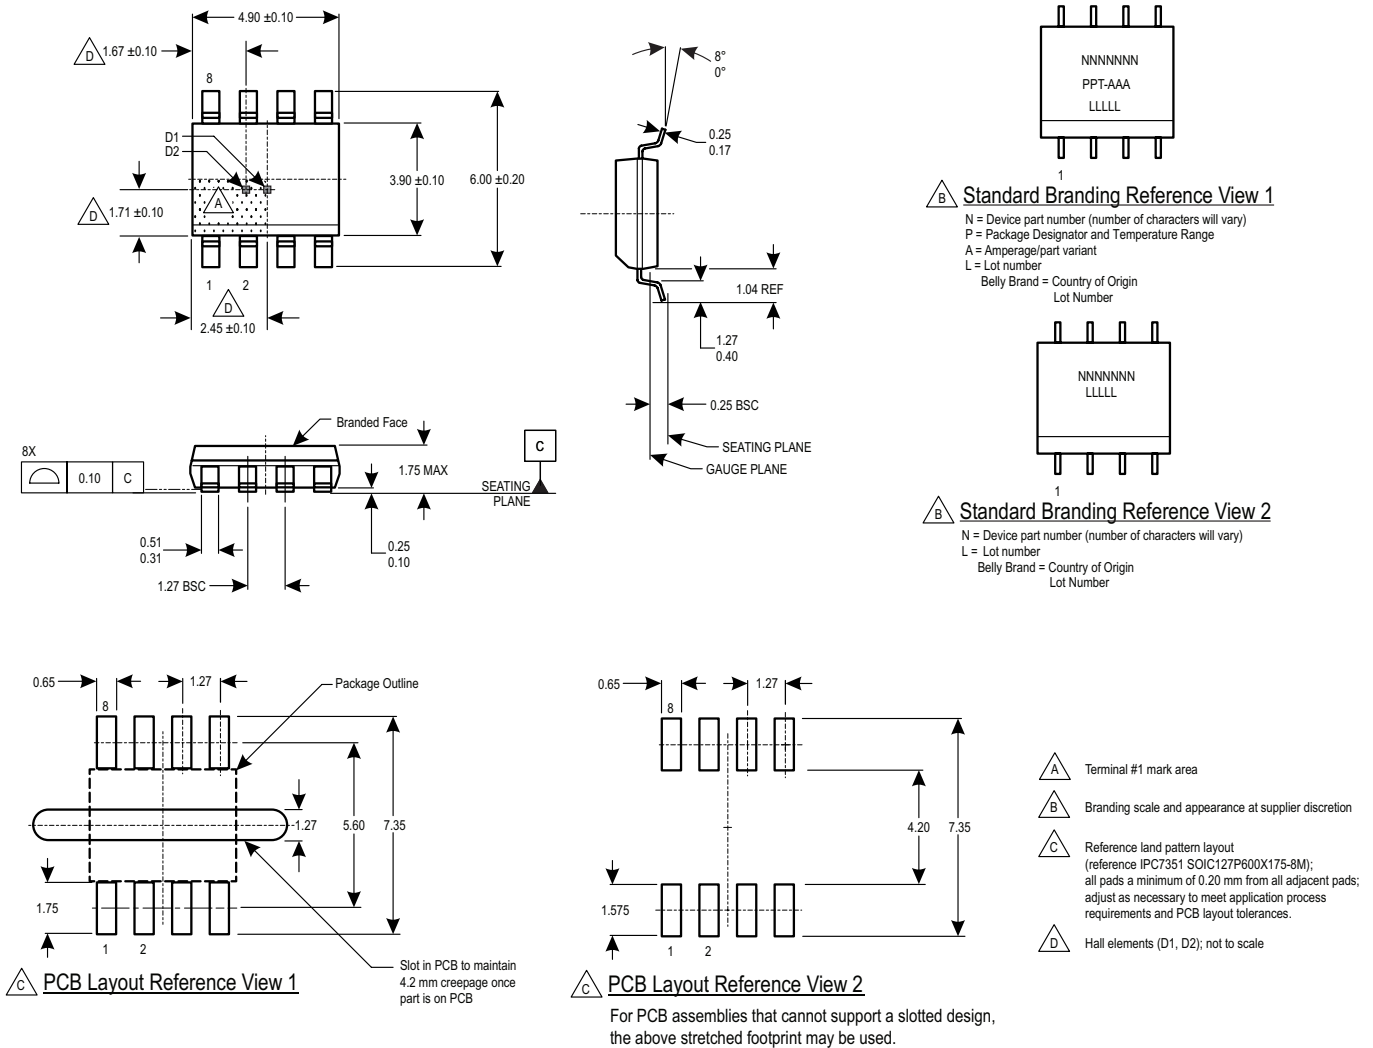 4.90 ±0.10
D 1.67 ±0.10
8
D1
D2
A
D 1.71 ±0.10
3.90 ±0.10
6.00 ±0.20
1 2
D
2.45 ±0.10
8°
0°
0.25
0.17
1.04 REF
1.27
0.40
0.25 BSC
SEATING PLANE
GAUGE PLANE
NNNNNNN
PPT-AAA
LLLLL
1
B Standard Branding Reference View 1
N = Device part number (number of characters will vary)
P = Package Designator and Temperature Range
A = Amperage/part variant
L = Lot number
Belly Brand = Country of Origin
Lot Number
NNNNNNN
LLLLL
1
B Standard Branding Reference View 2
N = Device part number (number of characters will vary)
L = Lot number
Belly Brand = Country of Origin
Lot Number
Branded Face
8X
0.10 C
1.75 MAX
C
SEATING
PLANE
0.51
0.31
0.25
0.10
1.27 BSC
0.65
1.27
Package Outline
8
1.27
5.60
7.35
1.75
1 2
Slot in PCB to maintain
4.2 mm creepage once
part is on PCB
C PCB Layout Reference View 1
0.65
1.27
8
4.20
7.35
1.575
1 2
C PCB Layout Reference View 2
For PCB assemblies that cannot support a slotted design,
the above stretched footprint may be used.
A Terminal #1 mark area
B Branding scale and appearance at supplier discretion
C Reference land pattern layout
(reference IPC7351 SOIC127P600X175-8M);
all pads a minimum of 0.20 mm from all adjacent pads;
adjust as necessary to meet application process
requirements and PCB layout tolerances.
D Hall elements (D1, D2); not to scale